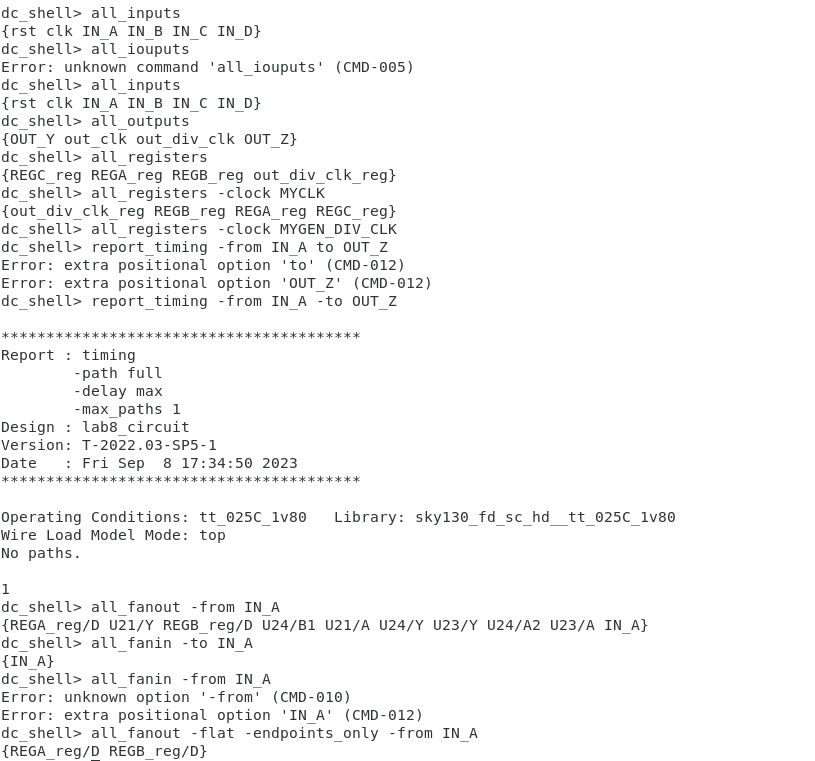 dc_shell> all_inputs
{rst clk IN_A IN_B IN_C IN_D}
dc_shell> all_iouputs
Error: unknown command 'all_iouputs' (CMD-005)
dc_shell> all_inputs
{rst clk IN_A IN_B IN_C IN_D}
dc_shell> all_outputs
{OUT_Y out_clk out_div_clk OUT_Z}
dc_shell> all_registers
{REGC_reg REGA_reg REGB_reg out_div_clk_reg}
dc_shell> all_registers -clock MYCLK
{out_div_clk_reg REGB_reg REGA_reg REGC_reg}
dc_shell> all_registers -clock MYGEN_DIV_CLK
dc_shell> report_timing -from IN_A to OUT_Z
Error: extra positional option 'to' (CMD-012)
Error: extra positional option 'OUT_Z' (CMD-012)
dc_shell> report_timing -from IN_A -to OUT_Z
****************************************
Report : timing
        -path full
        -delay max
        -max_paths 1
Design : lab8_circuit
Version: T-2022.03-SP5-1
Date   : Fri Sep  8 17:34:50 2023
****************************************
Operating Conditions: tt_025C_1v80   Library: sky130_fd_sc_hd__tt_025C_1v80
Wire Load Model Mode: top
No paths.
1
dc_shell> all_fanout -from IN_A
{REGA_reg/D U21/Y REGB_reg/D U24/B1 U21/A U24/Y U23/Y U24/A2 U23/A IN_A}
dc_shell> all_fanin -to IN_A
{IN_A}
dc_shell> all_fanin -from IN_A
Error: unknown option '-from' (CMD-010)
Error: extra positional option 'IN_A' (CMD-012)
dc_shell> all_fanout -flat -endpoints_only -from IN_A
{REGA_reg/D REGB_reg/D}